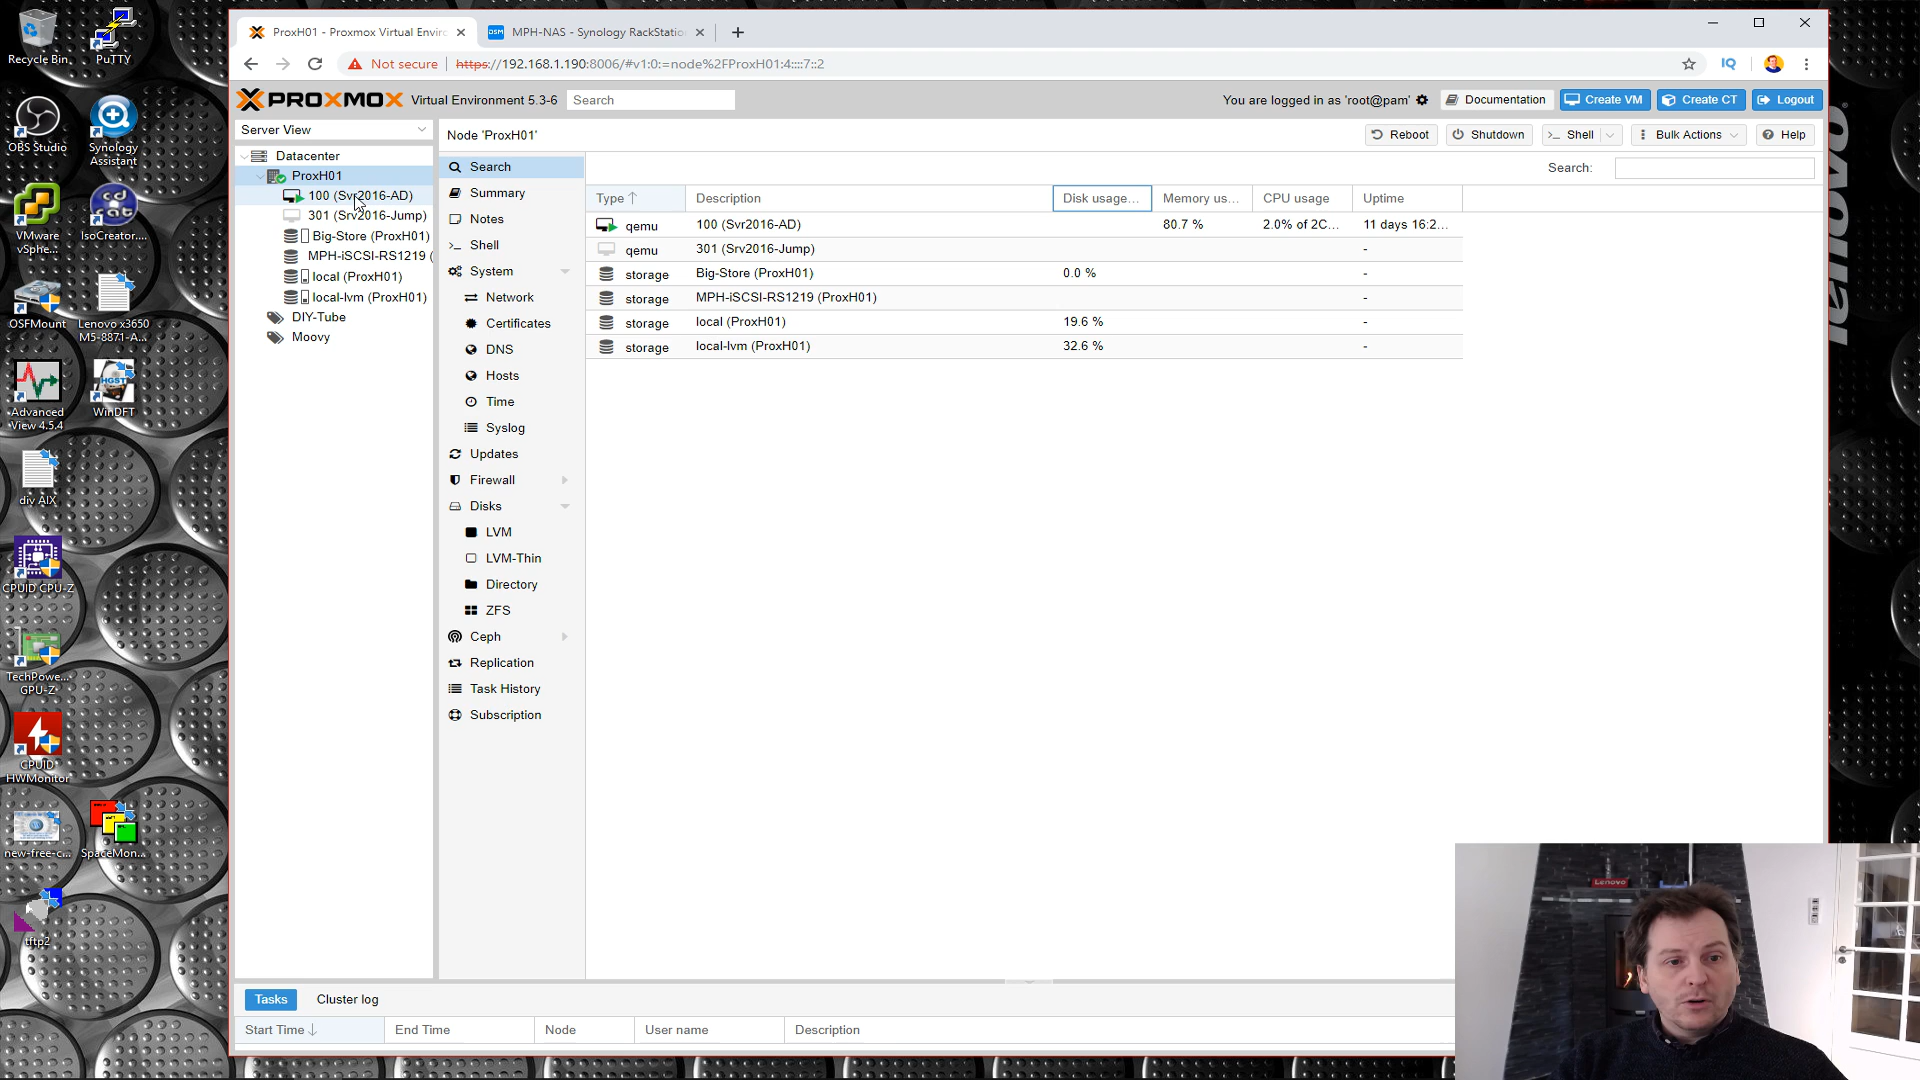 Recycle Bin
PuTTY
OBS Studio
Synology
Assistant
VMware
vSphe...
IsoCreator....
OSFMount
Lenovo x3650
M5-8871-A...
Advanced
View 4.5.4
WinDFT
div AIX
CPUID CPU-Z
TechPowe...
GPU-Z
CPUID
HWMonitor
new-free-c...
SpaceMon...
tftp2
ProxH01 - Proxmox Virtual Enviro
MPH-NAS - Synology RackStatio
Not secure
https://192.168.1.190:8006/#v1:0:=node%2FProxH01:4::::7::2
IQ
PROXMOX
Virtual Environment 5.3-6
Search
You are logged in as 'root@pam'
Documentation
Create VM
Create CT
Logout
Server View
Datacenter
ProxH01
100 (Svr2016-AD)
301 (Srv2016-Jump)
Big-Store (ProxH01)
MPH-iSCSI-RS1219 (
local (ProxH01)
local-lvm (ProxH01)
DIY-Tube
Moovy
Node 'ProxH01'
Reboot
Shutdown
>_ Shell
Bulk Actions
Help
Search
Summary
Notes
>_ Shell
System
Network
Certificates
DNS
Hosts
Time
Syslog
Updates
Firewall
Disks
LVM
LVM-Thin
Directory
ZFS
Ceph
Replication
Task History
Subscription
Search:
Type Description Disk usage... Memory us... CPU usage Uptime
qemu 100 (Svr2016-AD) 80.7 % 2.0% of 2C... 11 days 16:2...
qemu 301 (Srv2016-Jump) -
storage Big-Store (ProxH01) 0.0 % -
storage MPH-iSCSI-RS1219 (ProxH01) -
storage local (ProxH01) 19.6 % -
storage local-lvm (ProxH01) 32.6 % -
Tasks
Cluster log
Start Time End Time Node User name Description
lenovo
Lenovo